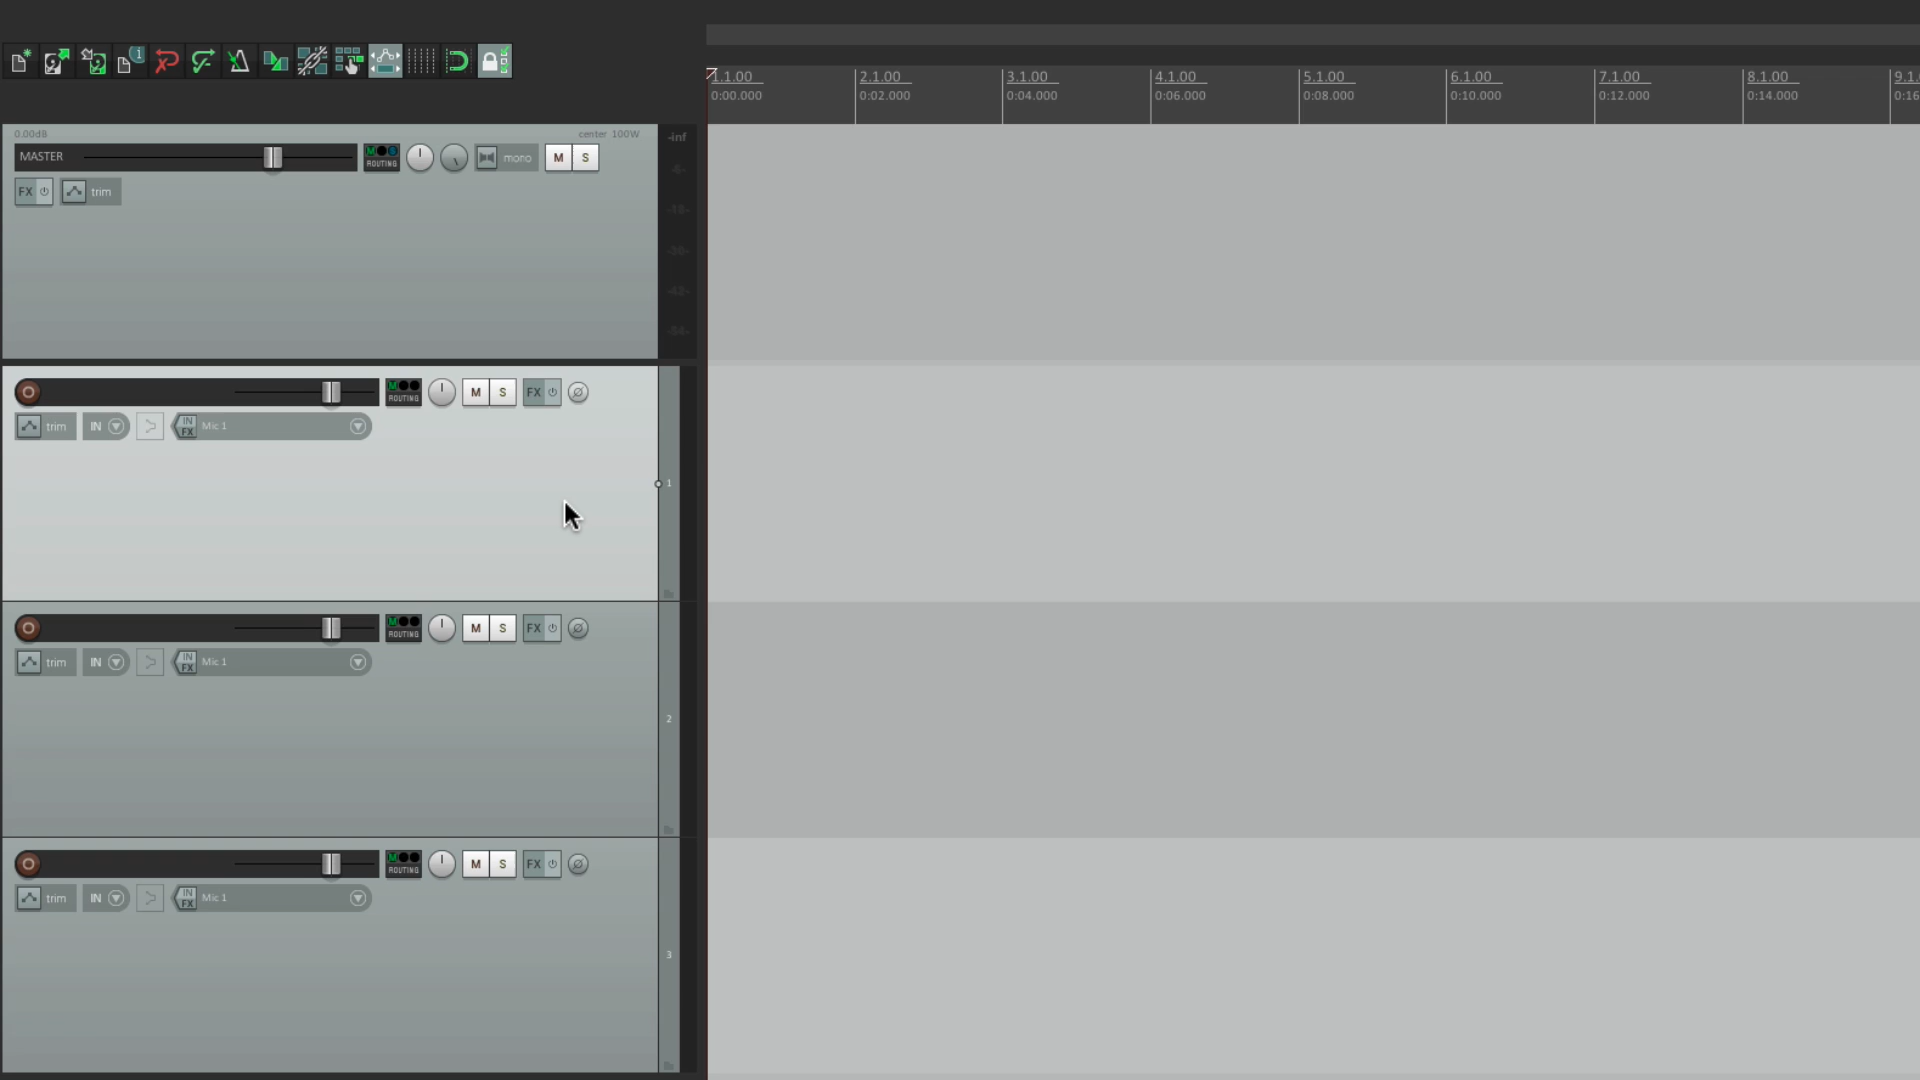 1.1.00 2.1.00 3.1.00 4.1.00 5.1.00 6.1.00 7.1.00 8.1.00 9.1.
0:00.000 0:02.000 0:04.000 0:06.000 0:08.000 0:10.000 0:12.000 0:14.000 0:16
0.00dB center 100W -inf
MASTER ROUTING mono M S
FX trim
-6-
-18-
-30-
-42-
-54-
M ROUTING M S FX
trim IN IN FX Mic 1
1
M ROUTING M S FX
trim IN IN FX Mic 1
2
M ROUTING M S FX
trim IN IN FX Mic 1
3